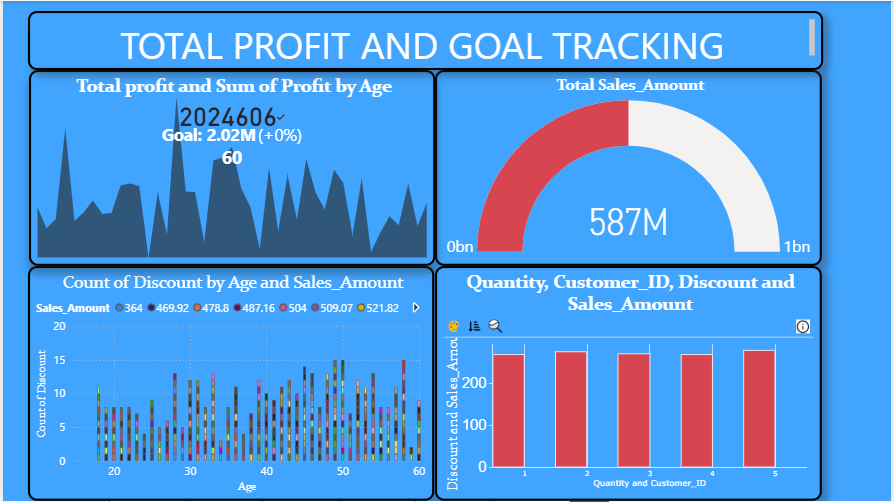 TOTAL PROFIT AND GOAL TRACKING
Total profit and Sum of Profit by Age
2024606
Goal: 2.02M (+0%)
60
Total Sales_Amount
587M
0bn
1bn
Count of Discount by Age and Sales_Amount
Sales_Amount 364 469.92 478.8 487.16 504 509.07 521.82
Count of Discount
20
15
10
5
0
20 30 40 50 60
Age
Quantity, Customer_ID, Discount and
Sales_Amount
Discount and Sales_Amou
200
100
0
1 2 3 4 5
Quantity and Customer_ID